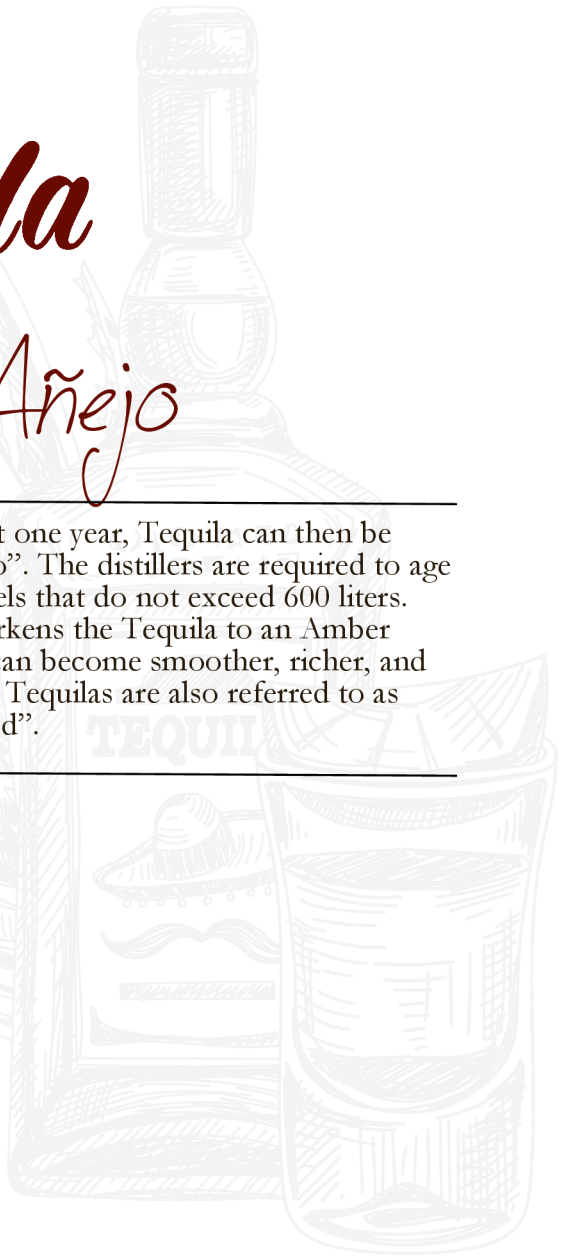 la
Añejo
t one year, Tequila can then be
o”. The distillers are required to age
els that do not exceed 600 liters.
rkens the Tequila to an Amber
can become smoother, richer, and
Tequilas are also referred to as
d”.
TEQUIL